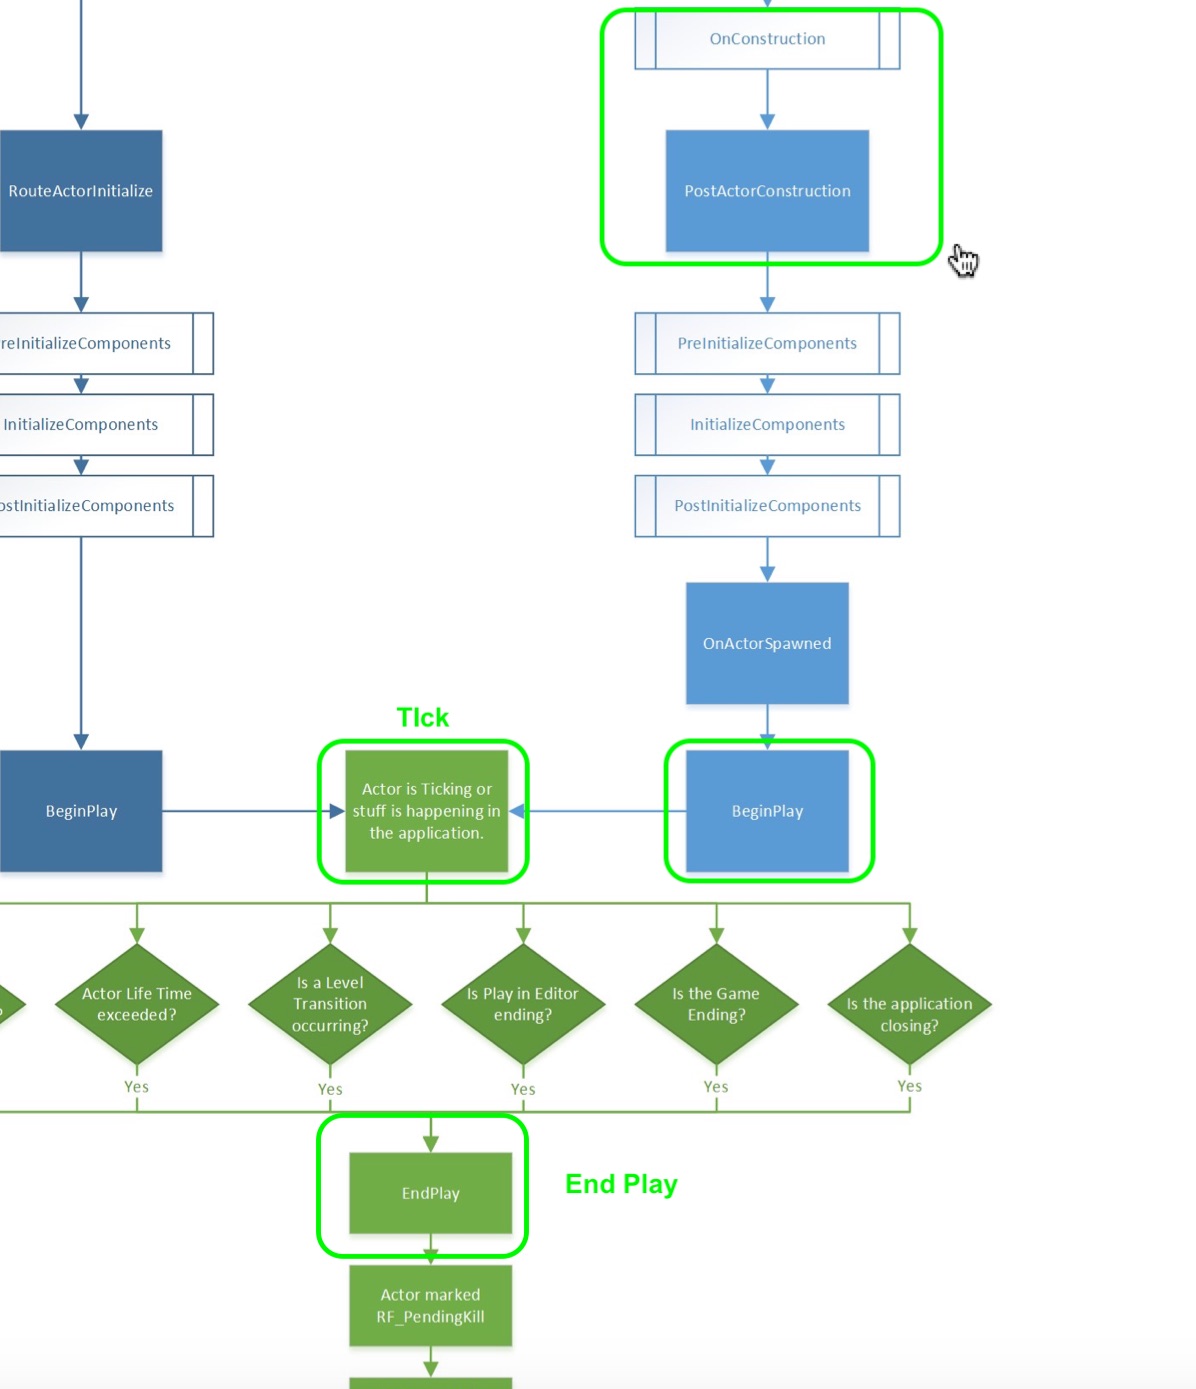 OnConstruction
RouteActorInitialize
PostActorConstruction
reInitializeComponents
PreInitializeComponents
InitializeComponents
InitializeComponents
ostInitializeComponents
PostInitializeComponents
OnActorSpawned
TIck
BeginPlay
Actor is Ticking or
stuff is happening in
the application.
BeginPlay
?
Actor Life Time
exceeded?
Is a Level
Transition
occurring?
Is Play in Editor
ending?
Is the Game
Ending?
Is the application
closing?
Yes
Yes
Yes
Yes
Yes
EndPlay
End Play
Actor marked
RF_PendingKill